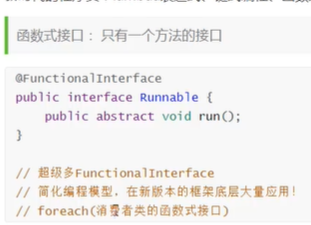 函数式接口： 只有一个方法的接口
@FunctionalInterface
public interface Runnable {
public abstract void run();
}
// 超级多FunctionalInterface
// 简化编程模型，在新版本的框架底层大量应用！
// foreach(消费者类的函数式接口)